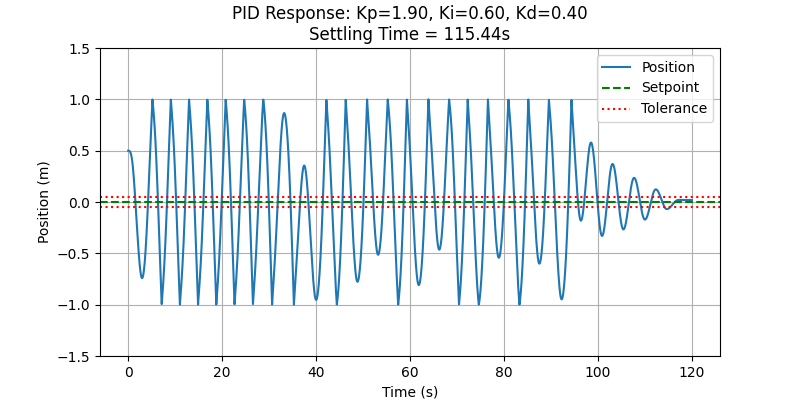 PID Response: Kp=1.90, Ki=0.60, Kd=0.40
Settling Time = 115.44s
Position
Setpoint
Tolerance
1.5
1.0
0.5
0.0
−0.5
−1.0
−1.5
Position (m)
0
20
40
60
80
100
120
Time (s)